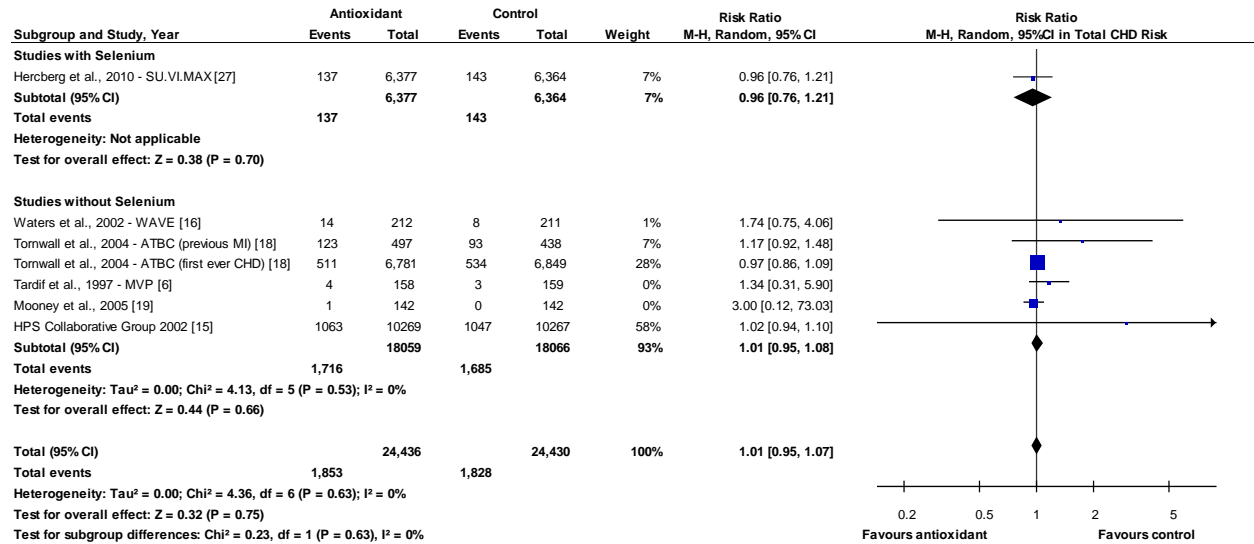 Antioxidant Control Risk Ratio Risk Ratio
Subgroup and Study, Year Events Total Events Total Weight M-H, Random, 95% CI M-H, Random, 95%CI in Total CHD Risk
Studies with Selenium
Hercberg et al., 2010 - SU.VI.MAX [27] 137 6,377 143 6,364 7% 0.96 [0.76, 1.21]
Subtotal (95% CI) 6,377 6,364 7% 0.96 [0.76, 1.21]
Total events 137 143
Heterogeneity: Not applicable
Test for overall effect: Z = 0.38 (P = 0.70)
Studies without Selenium
Waters et al., 2002 - WAVE [16] 14 212 8 211 1% 1.74 [0.75, 4.06]
Tornwall et al., 2004 - ATBC (previous MI) [18] 123 497 93 438 7% 1.17 [0.92, 1.48]
Tornwall et al., 2004 - ATBC (first ever CHD) [18] 511 6,781 534 6,849 28% 0.97 [0.86, 1.09]
Tardif et al., 1997 - MVP [6] 4 158 3 159 0% 1.34 [0.31, 5.90]
Mooney et al., 2005 [19] 1 142 0 142 0% 3.00 [0.12, 73.03]
HPS Collaborative Group 2002 [15] 1063 10269 1047 10267 58% 1.02 [0.94, 1.10]
Subtotal (95% CI) 18059 18066 93% 1.01 [0.95, 1.08]
Total events 1,716 1,685
Heterogeneity: Tau² = 0.00; Chi² = 4.13, df = 5 (P = 0.53); I² = 0%
Test for overall effect: Z = 0.44 (P = 0.66)
Total (95% CI) 24,436 24,430 100% 1.01 [0.95, 1.07]
Total events 1,853 1,828
Heterogeneity: Tau² = 0.00; Chi² = 4.36, df = 6 (P = 0.63); I² = 0%
Test for overall effect: Z = 0.32 (P = 0.75) 0.2 0.5 1 2 5
Test for subgroup differences: Chi² = 0.23, df = 1 (P = 0.63), I² = 0% Favours antioxidant Favours control